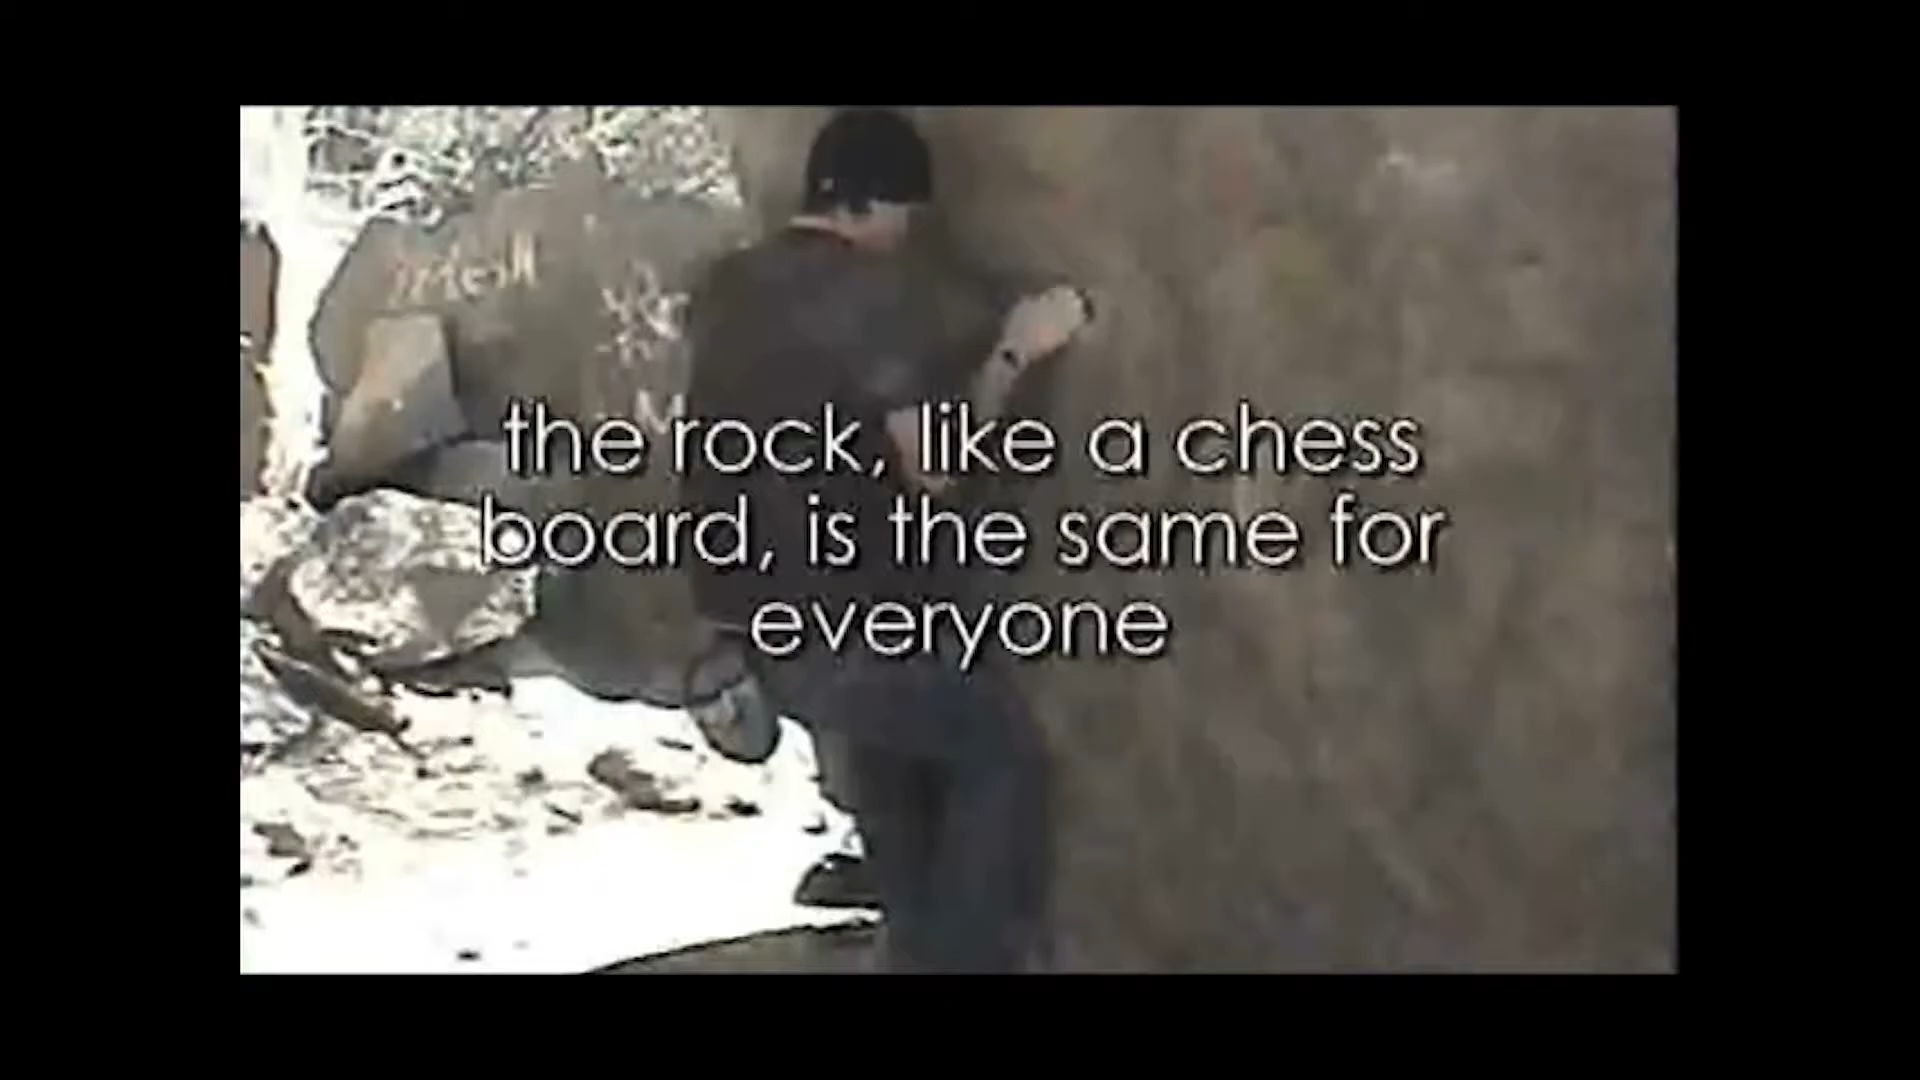 the rock, like a chess
board, is the same for
everyone